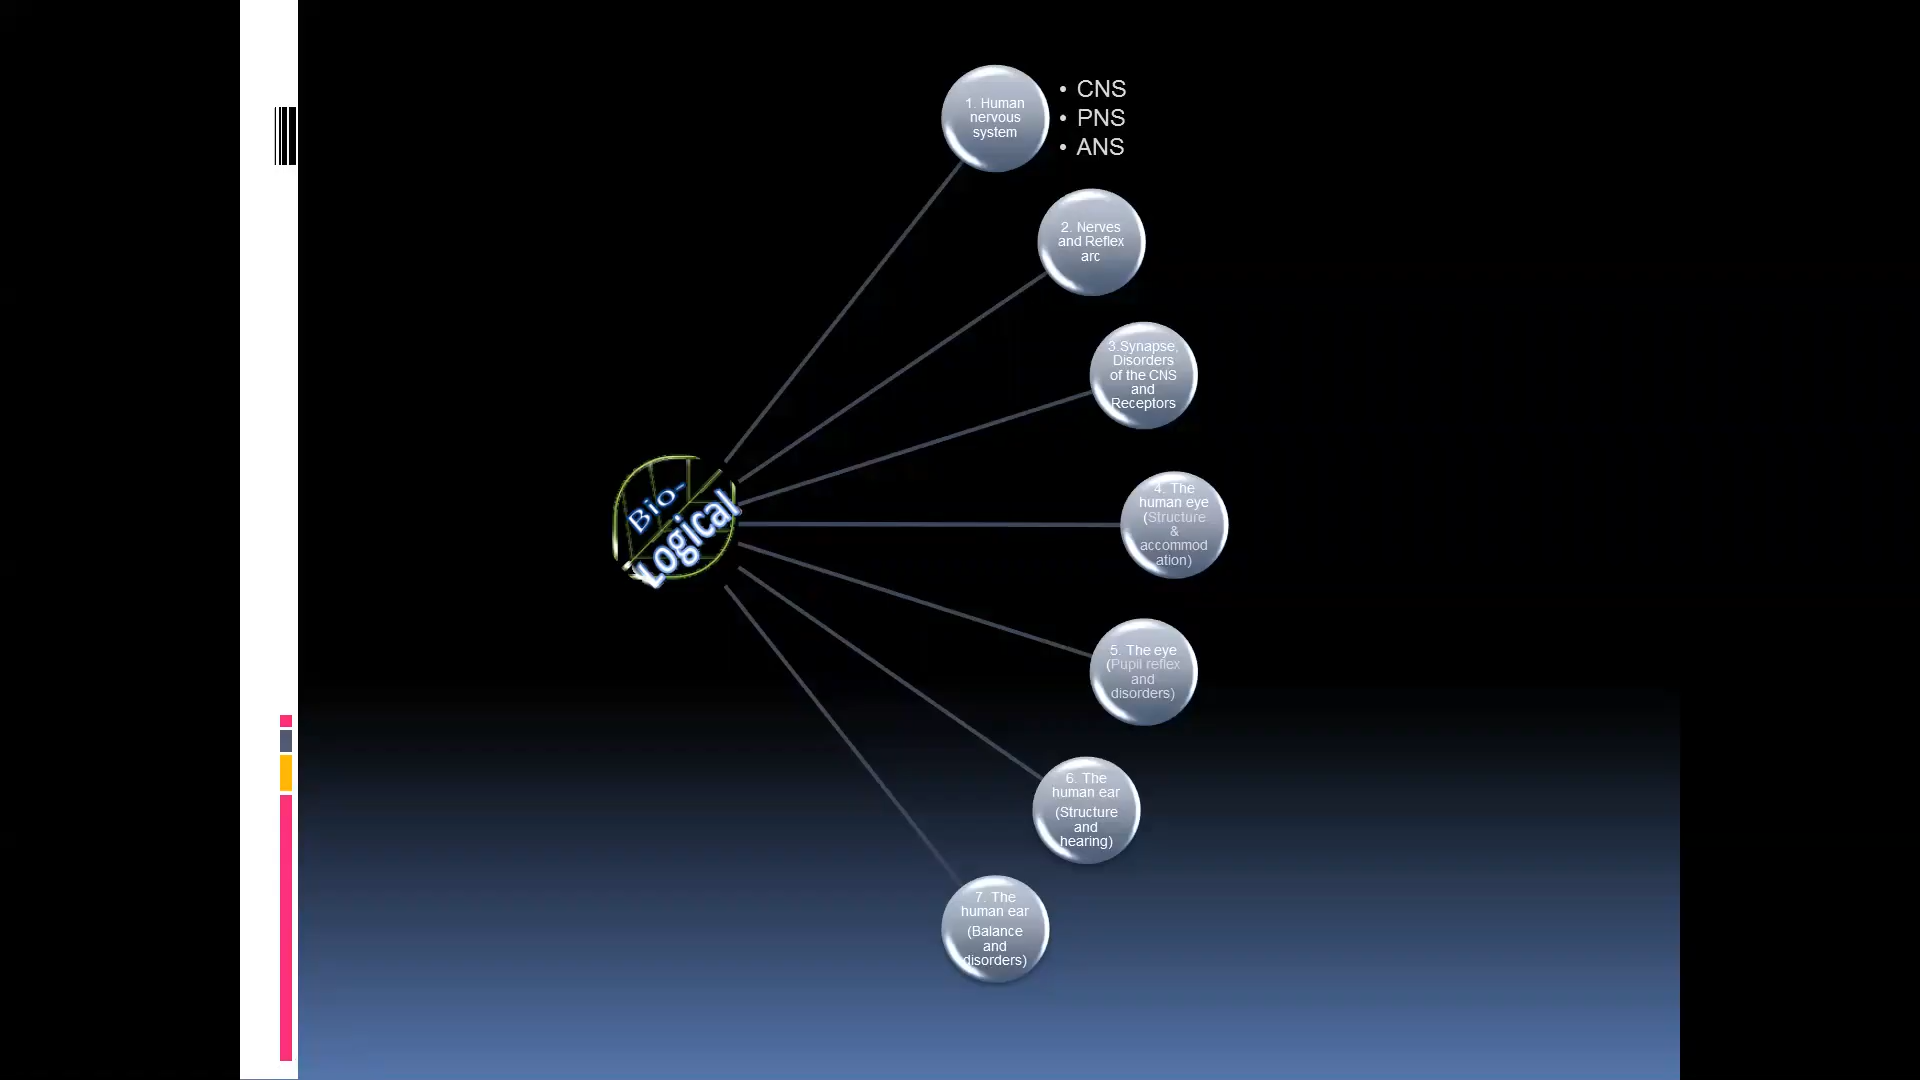 1. Human
nervous
system
• CNS
• PNS
• ANS
2. Nerves
and Reflex
arc
3.Synapse,
Disorders
of the CNS
and
Receptors
Bio-
Logical
4. The
human eye
(Structure
&
accommod
ation)
5. The eye
(Pupil reflex
and
disorders)
6. The
human ear
(Structure
and
hearing)
7. The
human ear
(Balance
and
disorders)